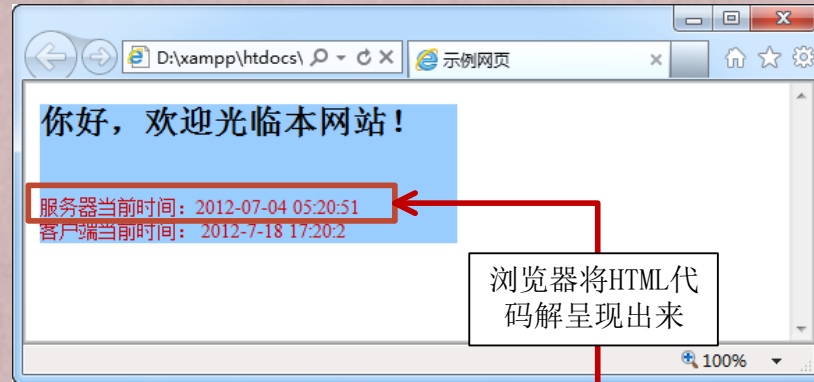 D:\xampp\htdocs\
示例网页
你好，欢迎光临本网站！
服务器当前时间：2012-07-04 05:20:51
客户端当前时间： 2012-7-18 17:20:2
浏览器将HTML代
码解呈现出来
100%